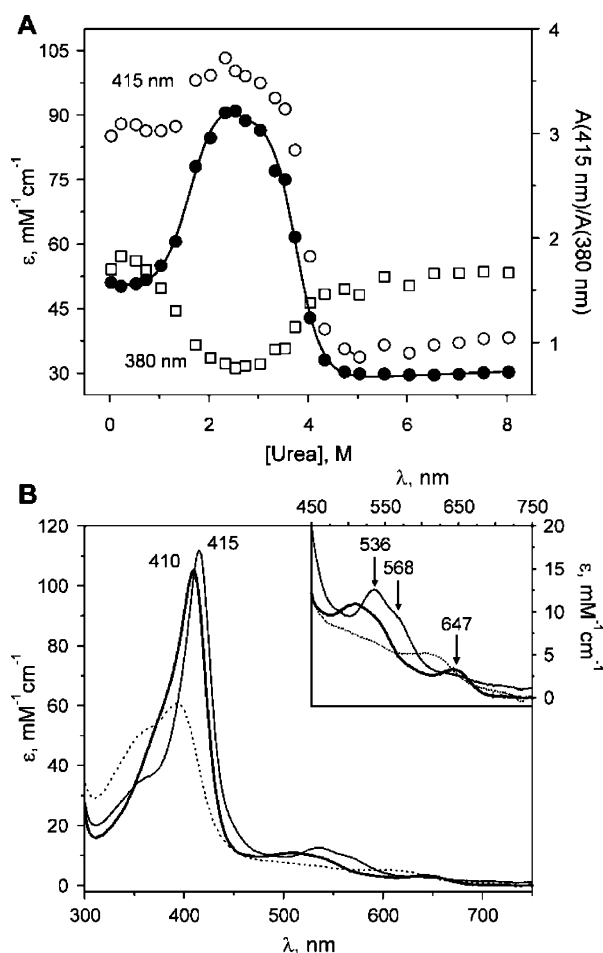 A
105
90
75
60
45
30
ε, mM⁻¹cm⁻¹
415 nm
380 nm
4
3
2
1
A(415 nm)/A(380 nm)
0 2 4 6 8
[Urea], M
B
λ, nm
450 550 650 750
20
15
10
5
0
ε, mM⁻¹cm⁻¹
536
568
647
120
100
80
60
40
20
0
ε, mM⁻¹cm⁻¹
410
415
300 400 500 600 700
λ, nm